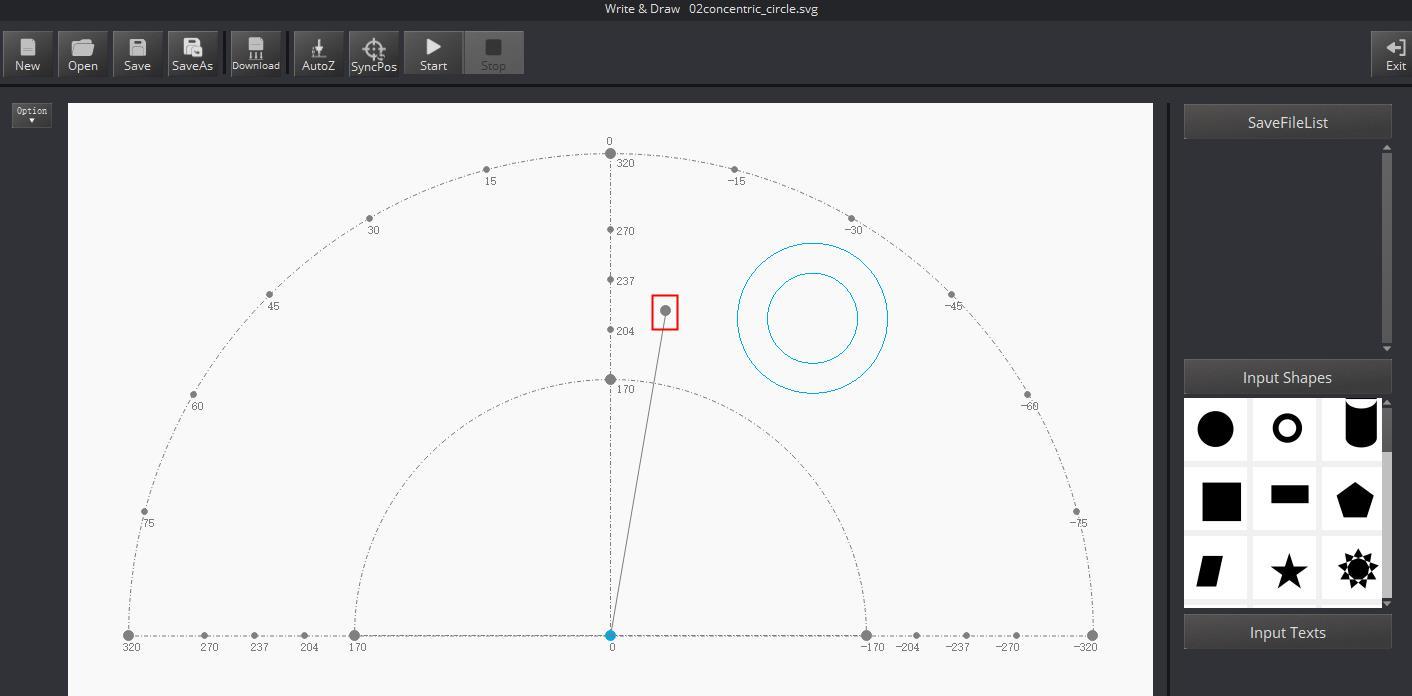 Write & Draw 02concentric_circle.svg
New Open Save SaveAs Download AutoZ SyncPos Start Stop Exit
Option
SaveFileList
0
320
15 -15
30 -30
270
237
45 -45
204
170
60 -60
75 -75
320 270 237 204 170 0 -170 -204 -237 -270 -320
Input Shapes
Input Texts